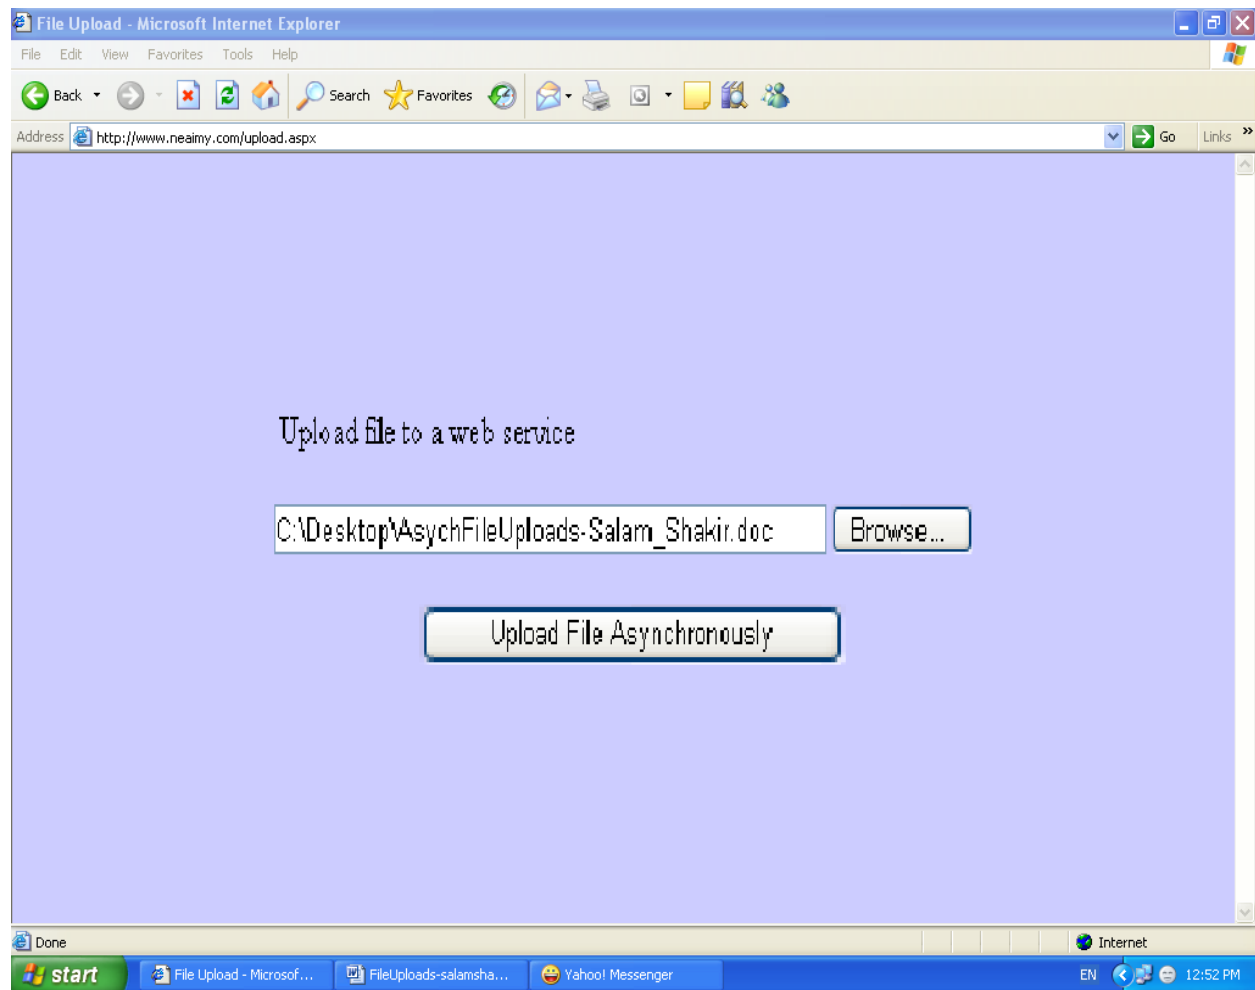 File Upload - Microsoft Internet Explorer
File Edit View Favorites Tools Help
Back Search Favorites
Address http://www.neaimy.com/upload.aspx Go Links »
Upload file to a web service
C:\Desktop\AsychFileUploads-Salam_Shakir.doc Browse...
Upload File Asynchronously
Done Internet
start File Upload - Microsof... FileUploads-salamsha... Yahoo! Messenger EN 12:52 PM